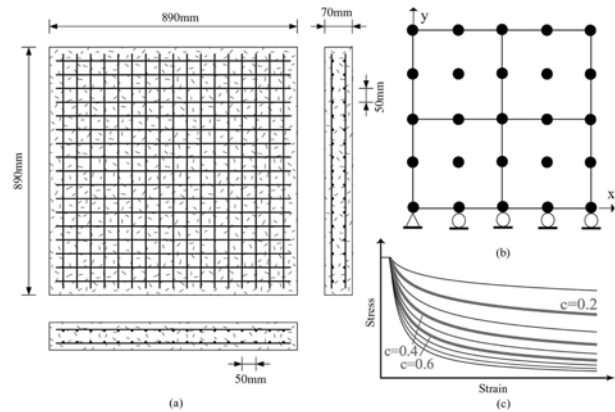 890mm
70mm
890mm
50mm
50mm
(a)
y
x
(b)
Stress
c=0.2
c=0.4
c=0.6
Strain
(c)